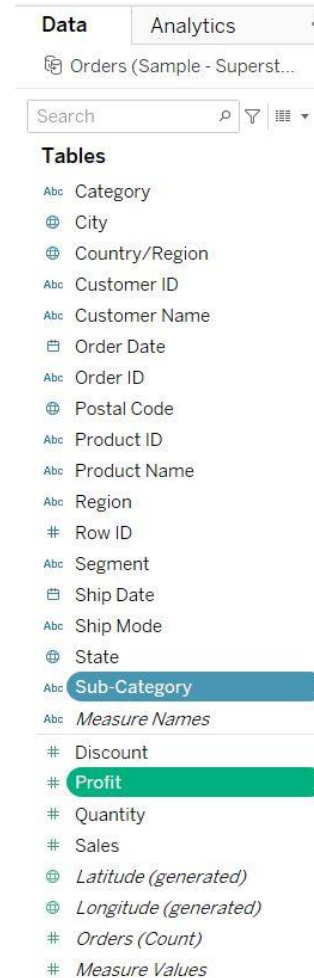 Data Analytics
Orders (Sample - Superst...
Search
Tables
Abc Category
City
Country/Region
Abc Customer ID
Abc Customer Name
Order Date
Abc Order ID
Postal Code
Abc Product ID
Abc Product Name
Abc Region
# Row ID
Abc Segment
Ship Date
Abc Ship Mode
State
Abc Sub-Category
Abc Measure Names
# Discount
# Profit
# Quantity
# Sales
Latitude (generated)
Longitude (generated)
# Orders (Count)
# Measure Values